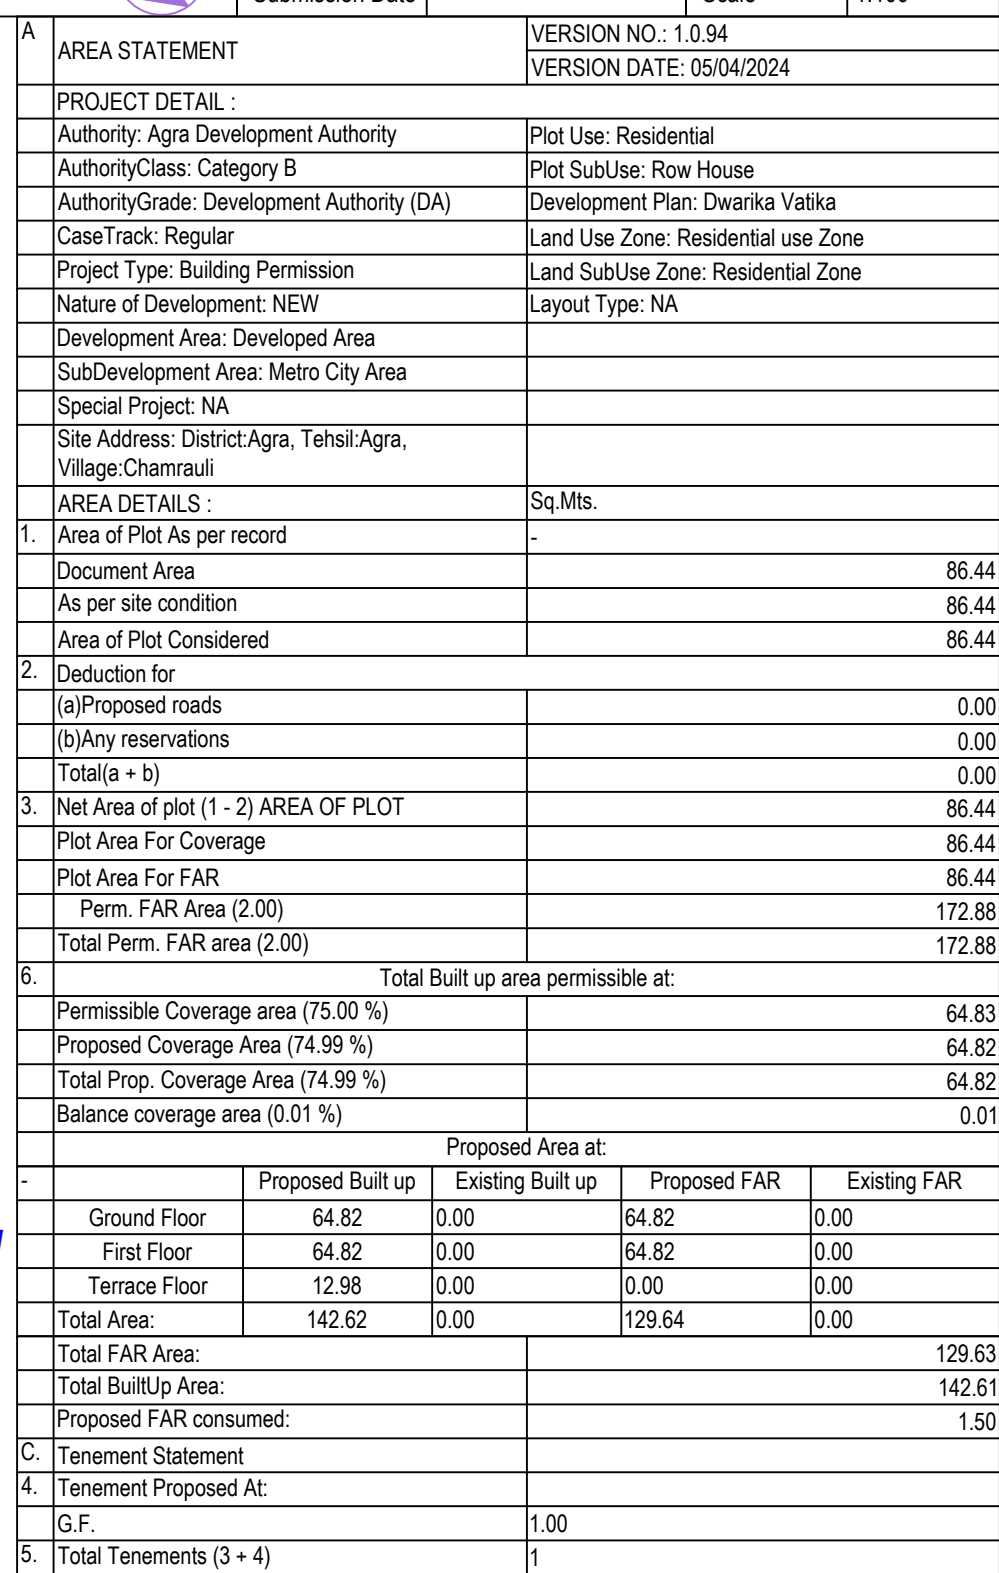 A
AREA STATEMENT
VERSION NO.: 1.0.94
VERSION DATE: 05/04/2024
PROJECT DETAIL :
Authority: Agra Development Authority Plot Use: Residential
AuthorityClass: Category B Plot SubUse: Row House
AuthorityGrade: Development Authority (DA) Development Plan: Dwarika Vatika
CaseTrack: Regular Land Use Zone: Residential use Zone
Project Type: Building Permission Land SubUse Zone: Residential Zone
Nature of Development: NEW Layout Type: NA
Development Area: Developed Area
SubDevelopment Area: Metro City Area
Special Project: NA
Site Address: District:Agra, Tehsil:Agra,
Village:Chamrauli
AREA DETAILS : Sq.Mts.
1. Area of Plot As per record -
Document Area 86.44
As per site condition 86.44
Area of Plot Considered 86.44
2. Deduction for
(a)Proposed roads 0.00
(b)Any reservations 0.00
Total(a + b) 0.00
3. Net Area of plot (1 - 2) AREA OF PLOT 86.44
Plot Area For Coverage 86.44
Plot Area For FAR 86.44
Perm. FAR Area (2.00) 172.88
Total Perm. FAR area (2.00) 172.88
6. Total Built up area permissible at:
Permissible Coverage area (75.00 %) 64.83
Proposed Coverage Area (74.99 %) 64.82
Total Prop. Coverage Area (74.99 %) 64.82
Balance coverage area (0.01 %) 0.01
Proposed Area at:
- Proposed Built up Existing Built up Proposed FAR Existing FAR
Ground Floor 64.82 0.00 64.82 0.00
First Floor 64.82 0.00 64.82 0.00
Terrace Floor 12.98 0.00 0.00 0.00
Total Area: 142.62 0.00 129.64 0.00
Total FAR Area: 129.63
Total BuiltUp Area: 142.61
Proposed FAR consumed: 1.50
C. Tenement Statement
4. Tenement Proposed At:
G.F. 1.00
5. Total Tenements (3 + 4) 1